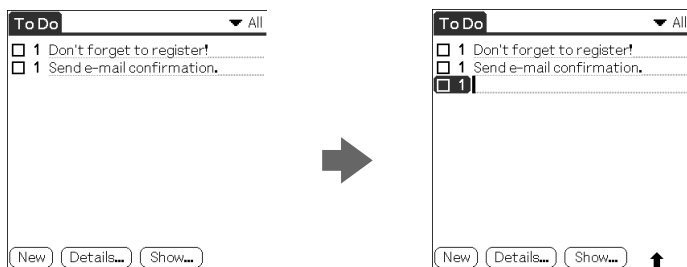 To Do All
1 Don't forget to register!
1 Send e-mail confirmation.
New Details... Show...
To Do All
1 Don't forget to register!
1 Send e-mail confirmation.
1
New Details... Show...